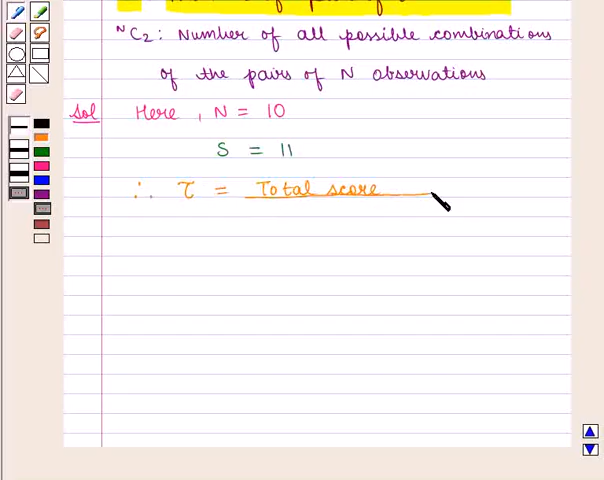 ᴺC₂: Number of all possible combinations
of the pairs of N observations
Sol Here, N = 10
S = 11
∴ τ = Total score